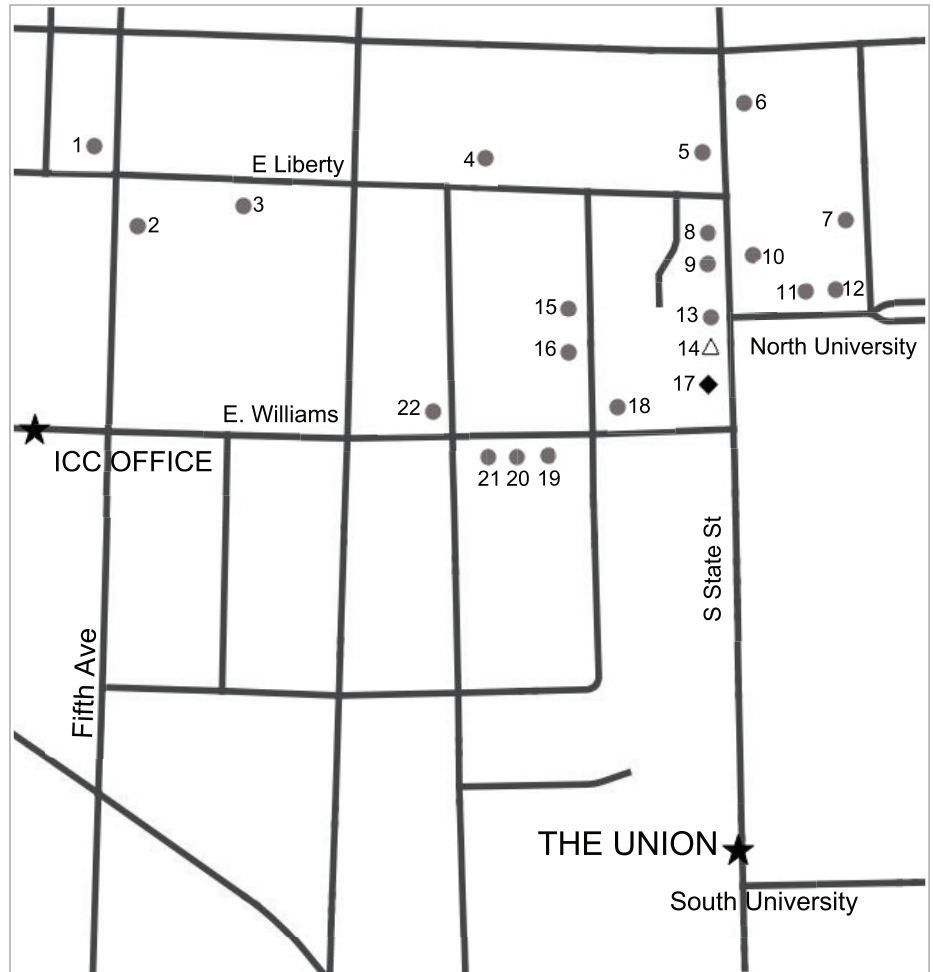 6
1
5
4
E Liberty
3
7
2
8
10
9
12
11
15
13
North University
16
14
17
22
18
E. Williams
ICC OFFICE
21 20 19
S State St
Fifth Ave
THE UNION
South University